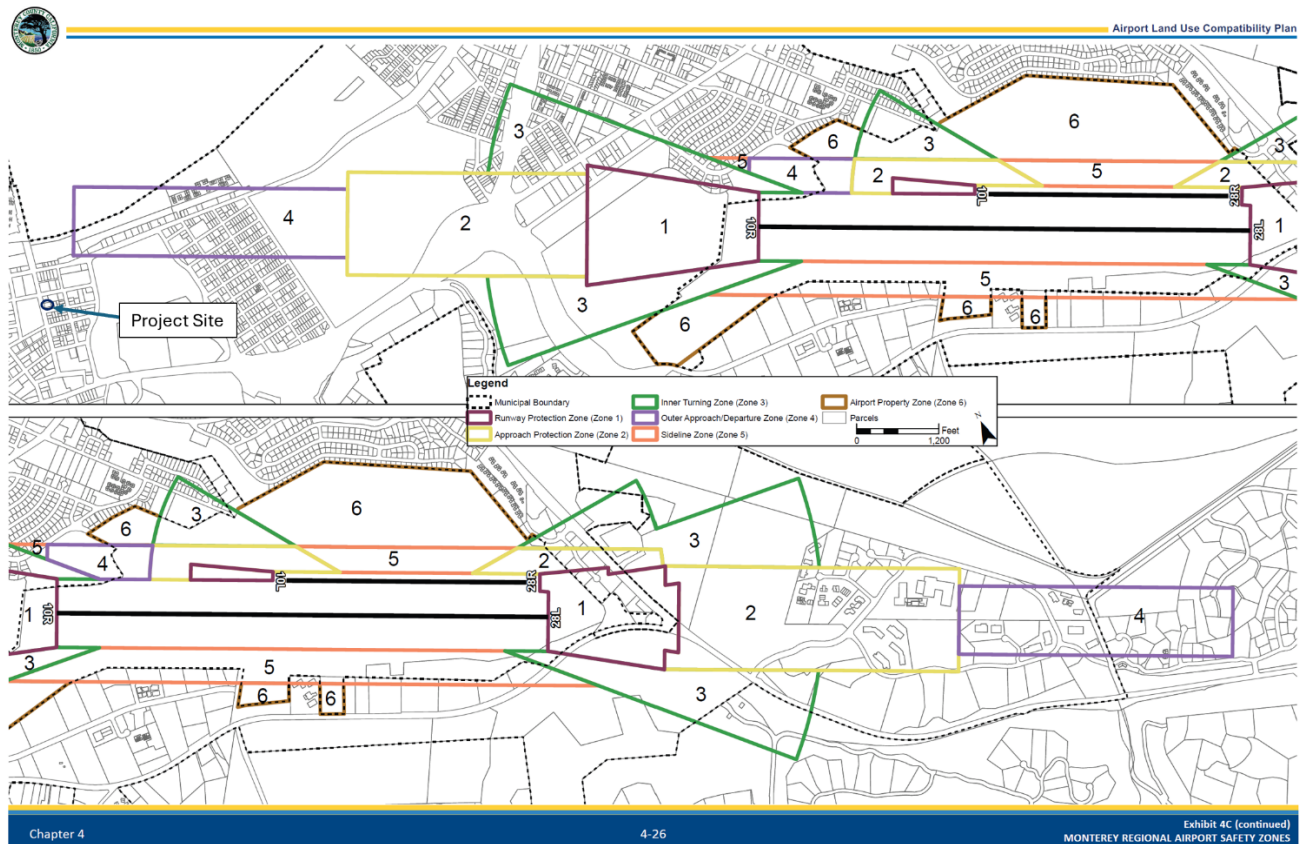 MONTEREY COUNTY CALIFORNIA
Airport Land Use Compatibility Plan
3
6
3
6
3
5
4
2
5
2
10L
28R
4
2
1
10R
28L
1
5
3
3
6
6
6
Project Site
Legend
Municipal Boundary
Runway Protection Zone (Zone 1)
Approach Protection Zone (Zone 2)
Inner Turning Zone (Zone 3)
Outer Approach/Departure Zone (Zone 4)
Sideline Zone (Zone 5)
Airport Property Zone (Zone 6)
Parcels
Feet
0
1,200
N
6
3
6
5
4
5
2
3
10L
28R
1
10R
28L
1
2
4
3
5
6
6
3
Chapter 4
4-26
Exhibit 4C (continued)
MONTEREY REGIONAL AIRPORT SAFETY ZONES